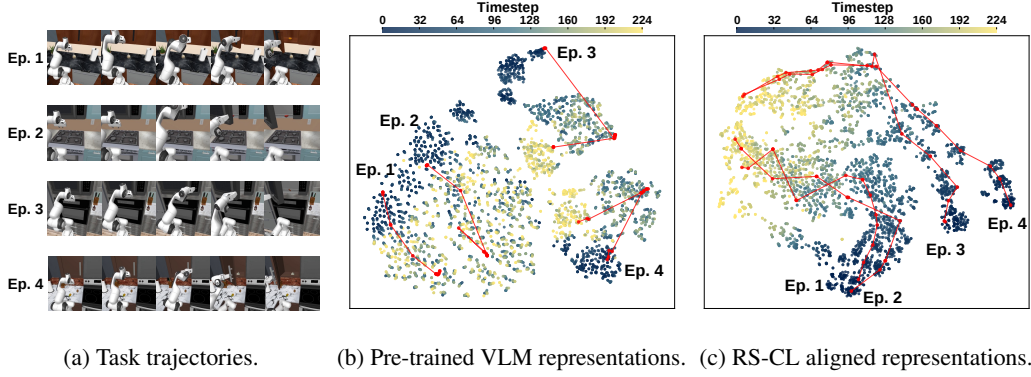 Ep. 1
Ep. 2
Ep. 3
Ep. 4
(a) Task trajectories.
Timestep
0 32 64 96 128 160 192 224
Ep. 3
Ep. 2
Ep. 1
Ep. 4
(b) Pre-trained VLM representations.
Timestep
0 32 64 96 128 160 192 224
Ep. 4
Ep. 3
Ep. 1
Ep. 2
(c) RS-CL aligned representations.